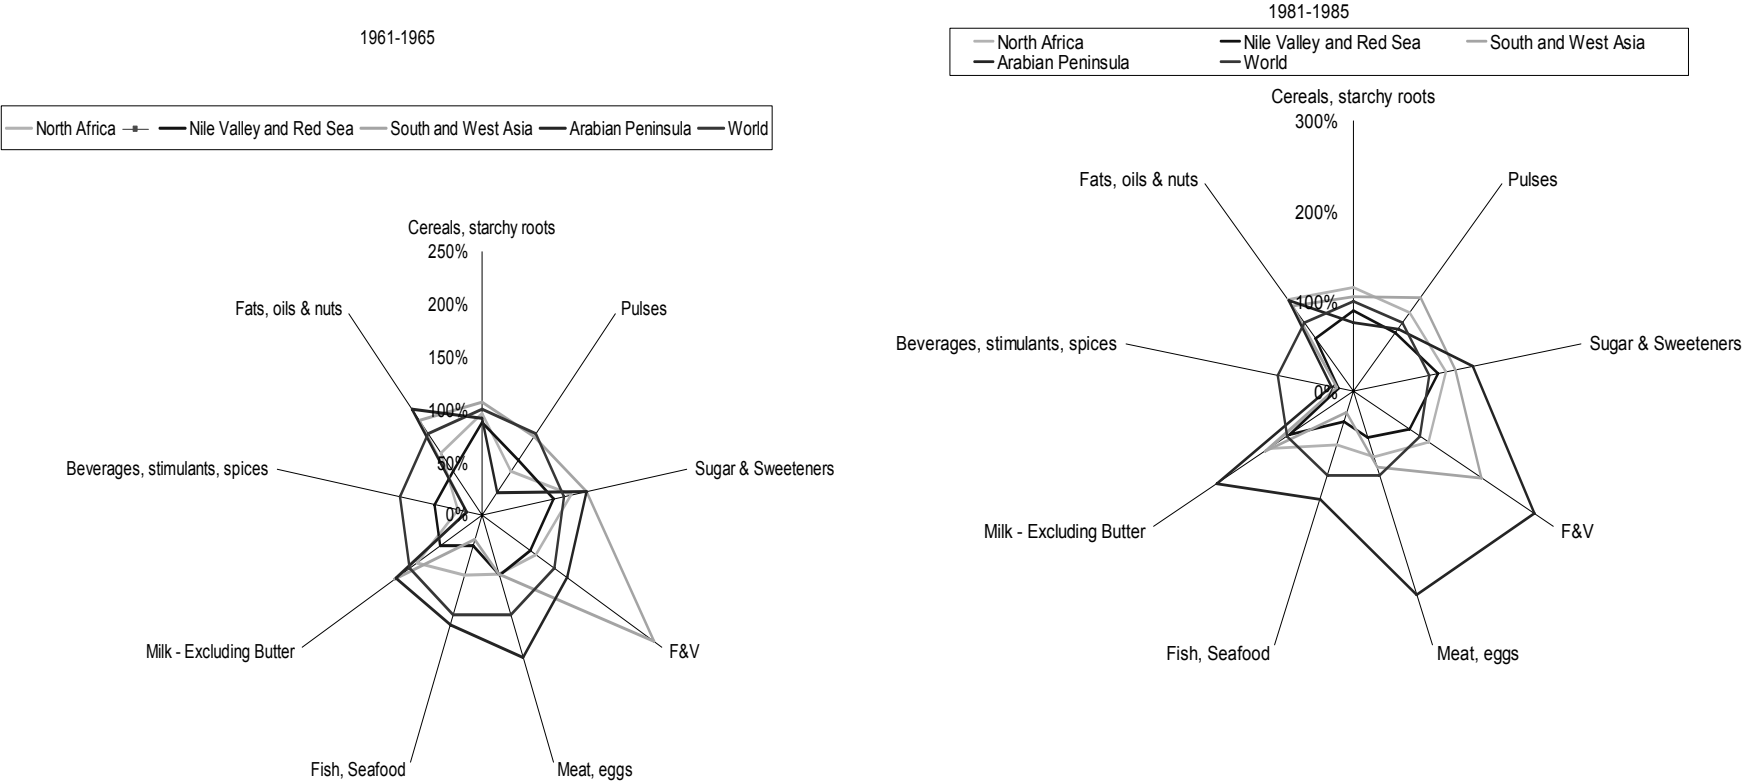 1961-1965
North Africa Nile Valley and Red Sea South and West Asia Arabian Peninsula World
Cereals, starchy roots
250%
200%
150%
100%
50%
0%
Pulses
Sugar & Sweeteners
F&V
Meat, eggs
Fish, Seafood
Milk - Excluding Butter
Beverages, stimulants, spices
Fats, oils & nuts
1981-1985
North Africa Nile Valley and Red Sea South and West Asia
Arabian Peninsula World
Cereals, starchy roots
300%
200%
100%
0%
Pulses
Sugar & Sweeteners
F&V
Meat, eggs
Fish, Seafood
Milk - Excluding Butter
Beverages, stimulants, spices
Fats, oils & nuts